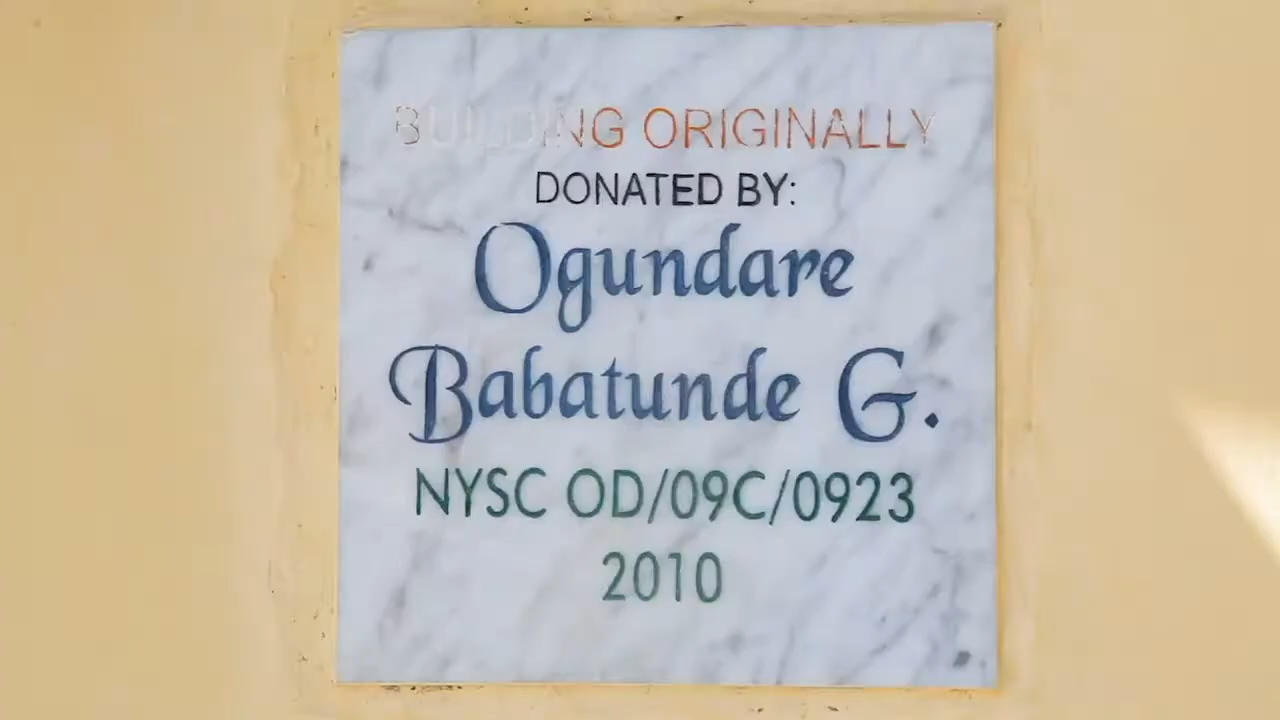 BUILDING ORIGINALLY
DONATED BY:
Ogundare
Babatunde G.
NYSC OD/09C/0923
2010